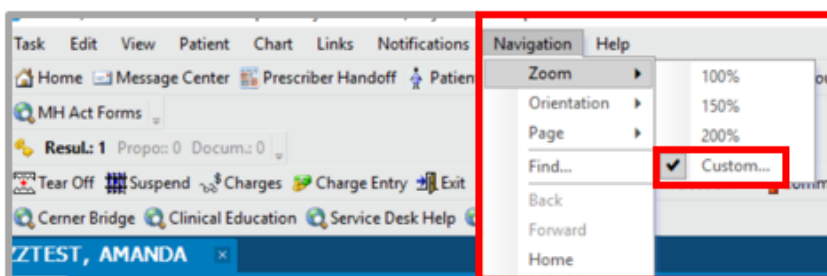 Task Edit View Patient Chart Links Notifications Navigation Help
Home Message Center Prescriber Handoff Patien
MH Act Forms
Resul.: 1 Propo.: 0 Docum.: 0
Tear Off Suspend Charges Charge Entry Exit
Cerner Bridge Clinical Education Service Desk Help
ZZTEST, AMANDA
Zoom
Orientation
Page
Find...
Back
Forward
Home
100%
150%
200%
Custom...